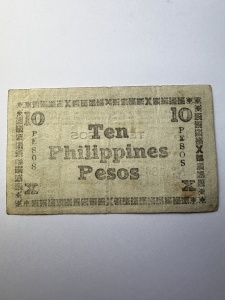 10 10
PESOS PESOS
Ten
Philippines
Pesos
X X